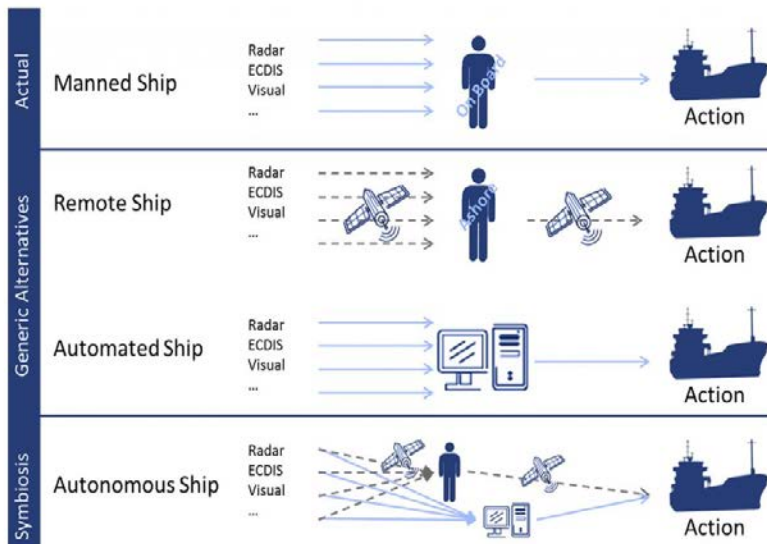 Actual
Manned Ship
Radar
ECDIS
Visual
...
On Board
Action
Generic Alternatives
Remote Ship
Radar
ECDIS
Visual
...
Ashore
Action
Automated Ship
Radar
ECDIS
Visual
...
Action
Symbiosis
Autonomous Ship
Radar
ECDIS
Visual
...
Action